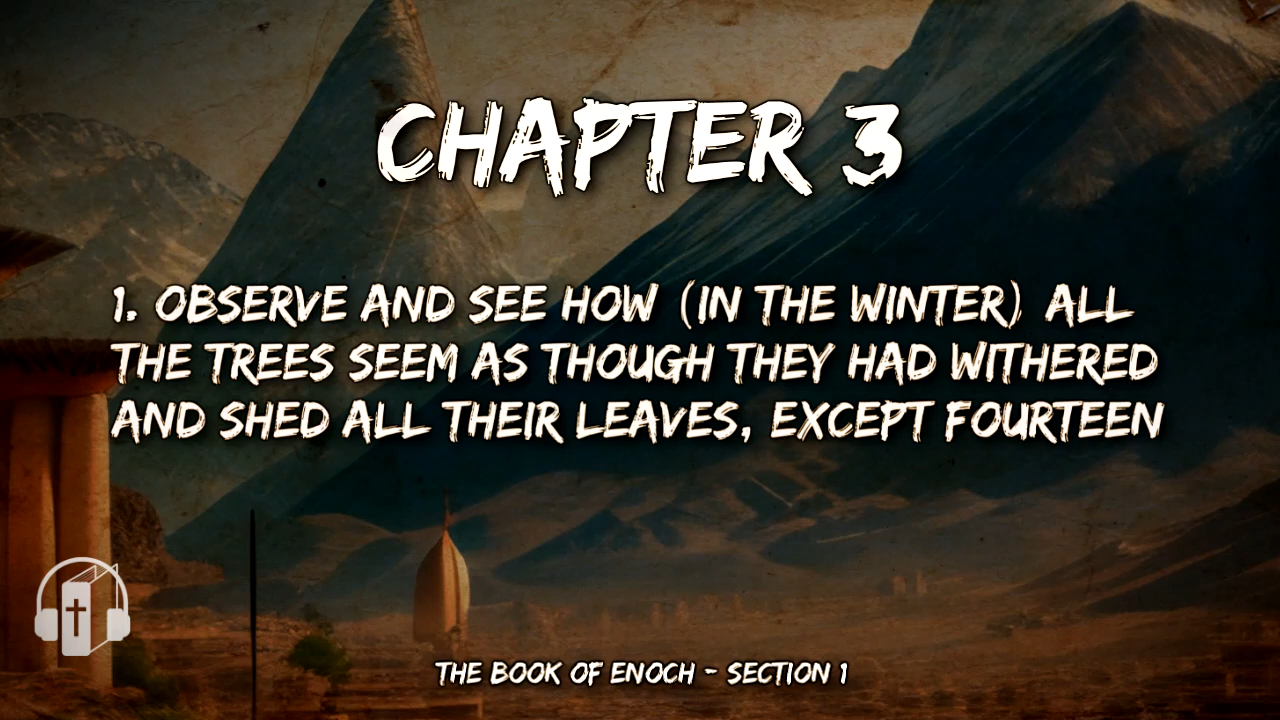 CHAPTER 3
1. OBSERVE AND SEE HOW (IN THE WINTER) ALL
THE TREES SEEM AS THOUGH THEY HAD WITHERED
AND SHED ALL THEIR LEAVES, EXCEPT FOURTEEN
THE BOOK OF ENOCH - SECTION 1